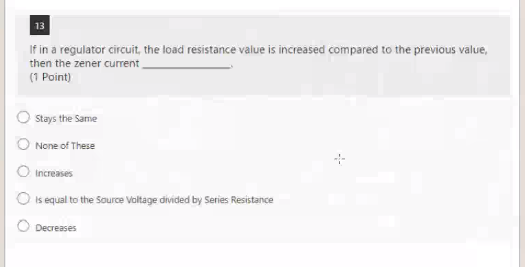 13
If in a regulator circuit, the load resistance value is increased compared to the previous value,
then the zener current _______________.
(1 Point)
Stays the Same
None of These
Increases
Is equal to the Source Voltage divided by Series Resistance
Decreases